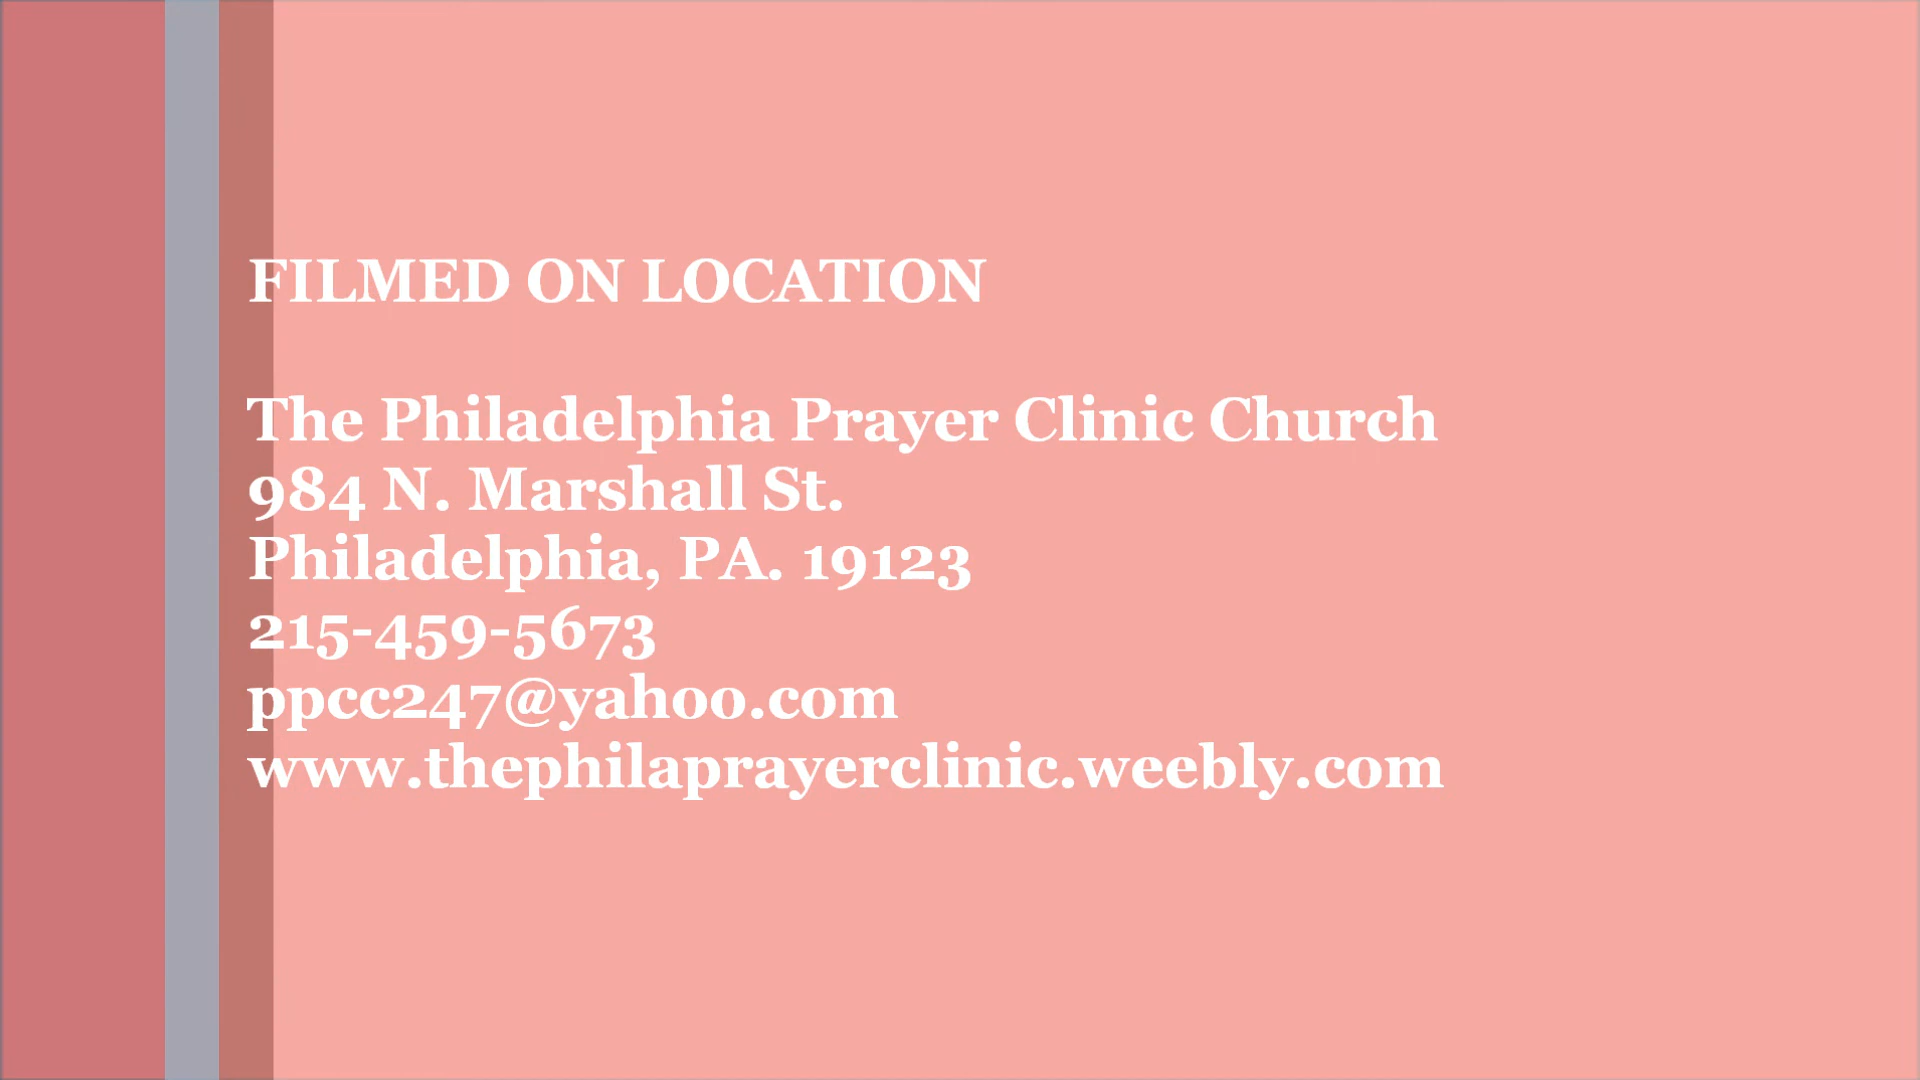 FILMED ON LOCATION
The Philadelphia Prayer Clinic Church
984 N. Marshall St.
Philadelphia, PA. 19123
215-459-5673
ppcc247@yahoo.com
www.thephilaprayerclinic.weebly.com